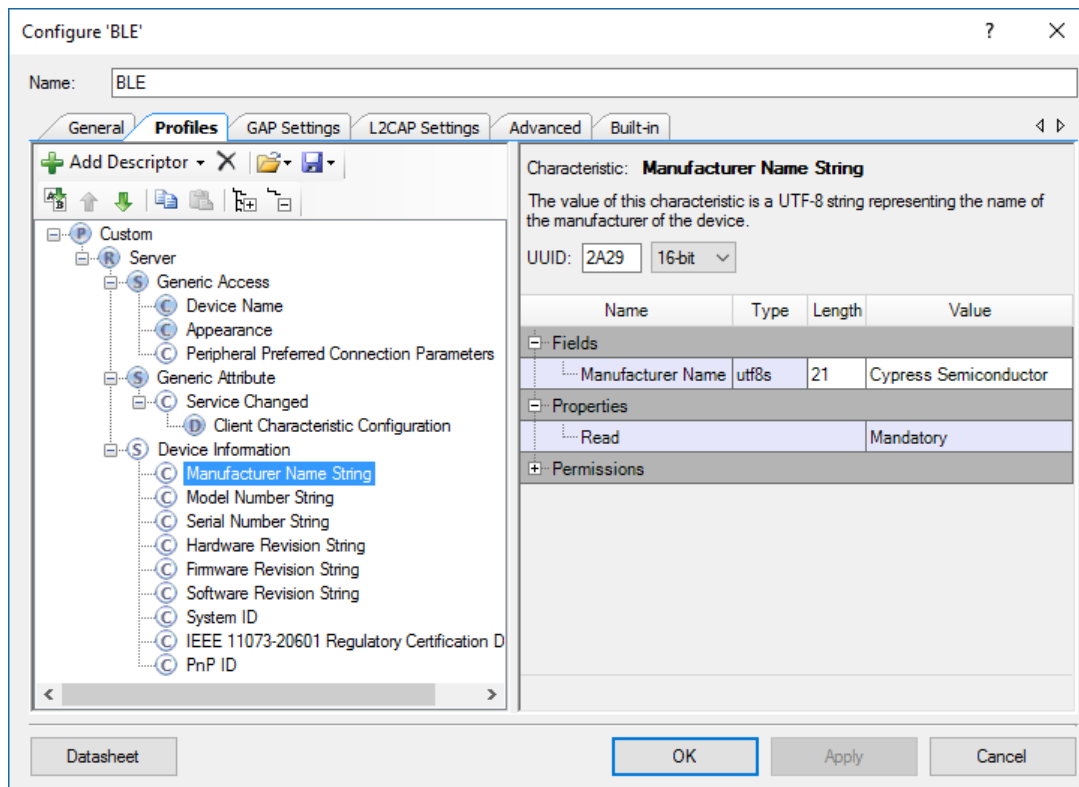 Configure 'BLE'
?
Name: BLE
General Profiles GAP Settings L2CAP Settings Advanced Built-in
Add Descriptor
P Custom
R Server
S Generic Access
C Device Name
C Appearance
C Peripheral Preferred Connection Parameters
S Generic Attribute
C Service Changed
D Client Characteristic Configuration
S Device Information
C Manufacturer Name String
C Model Number String
C Serial Number String
C Hardware Revision String
C Firmware Revision String
C Software Revision String
C System ID
C IEEE 11073-20601 Regulatory Certification D
C PnP ID
Characteristic: Manufacturer Name String
The value of this characteristic is a UTF-8 string representing the name of
the manufacturer of the device.
UUID: 2A29 16-bit
Name Type Length Value
Fields
Manufacturer Name utf8s 21 Cypress Semiconductor
Properties
Read Mandatory
Permissions
Datasheet OK Apply Cancel